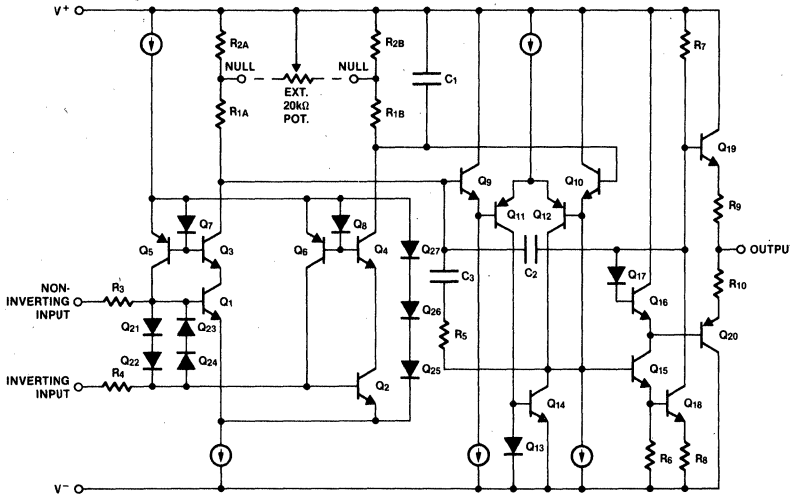 V+
R2A
R2B
R7
NULL
NULL
EXT.
20kΩ
POT.
C1
R1A
R1B
Q19
Q9
Q10
Q7
Q8
Q11
Q12
R9
Q5
Q3
Q6
Q4
Q27
C2
Q17
OUTPUT
NON-
INVERTING
INPUT
R3
Q1
C3
Q16
R10
Q21
Q23
Q26
R5
Q20
Q22
Q24
Q25
Q15
INVERTING
INPUT
R4
Q2
Q14
Q18
Q13
R6
R8
V−